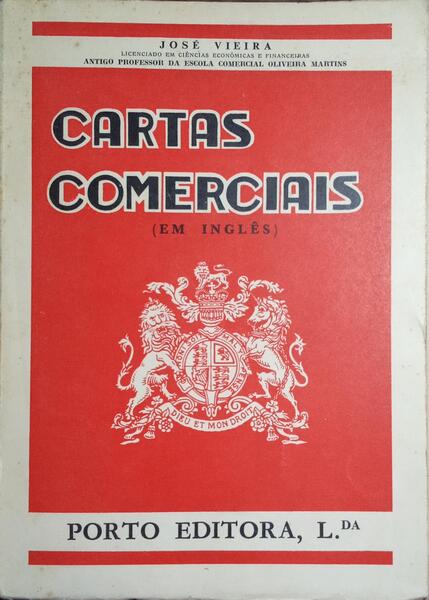 JOSÉ VIEIRA
LICENCIADO EM CIÊNCIAS ECONÓMICAS E FINANCEIRAS
ANTIGO PROFESSOR DA ESCOLA COMERCIAL OLIVEIRA MARTINS
CARTAS
COMERCIAIS
(EM INGLÊS)
DIEU ET MON DROIT
PORTO EDITORA, L.DA